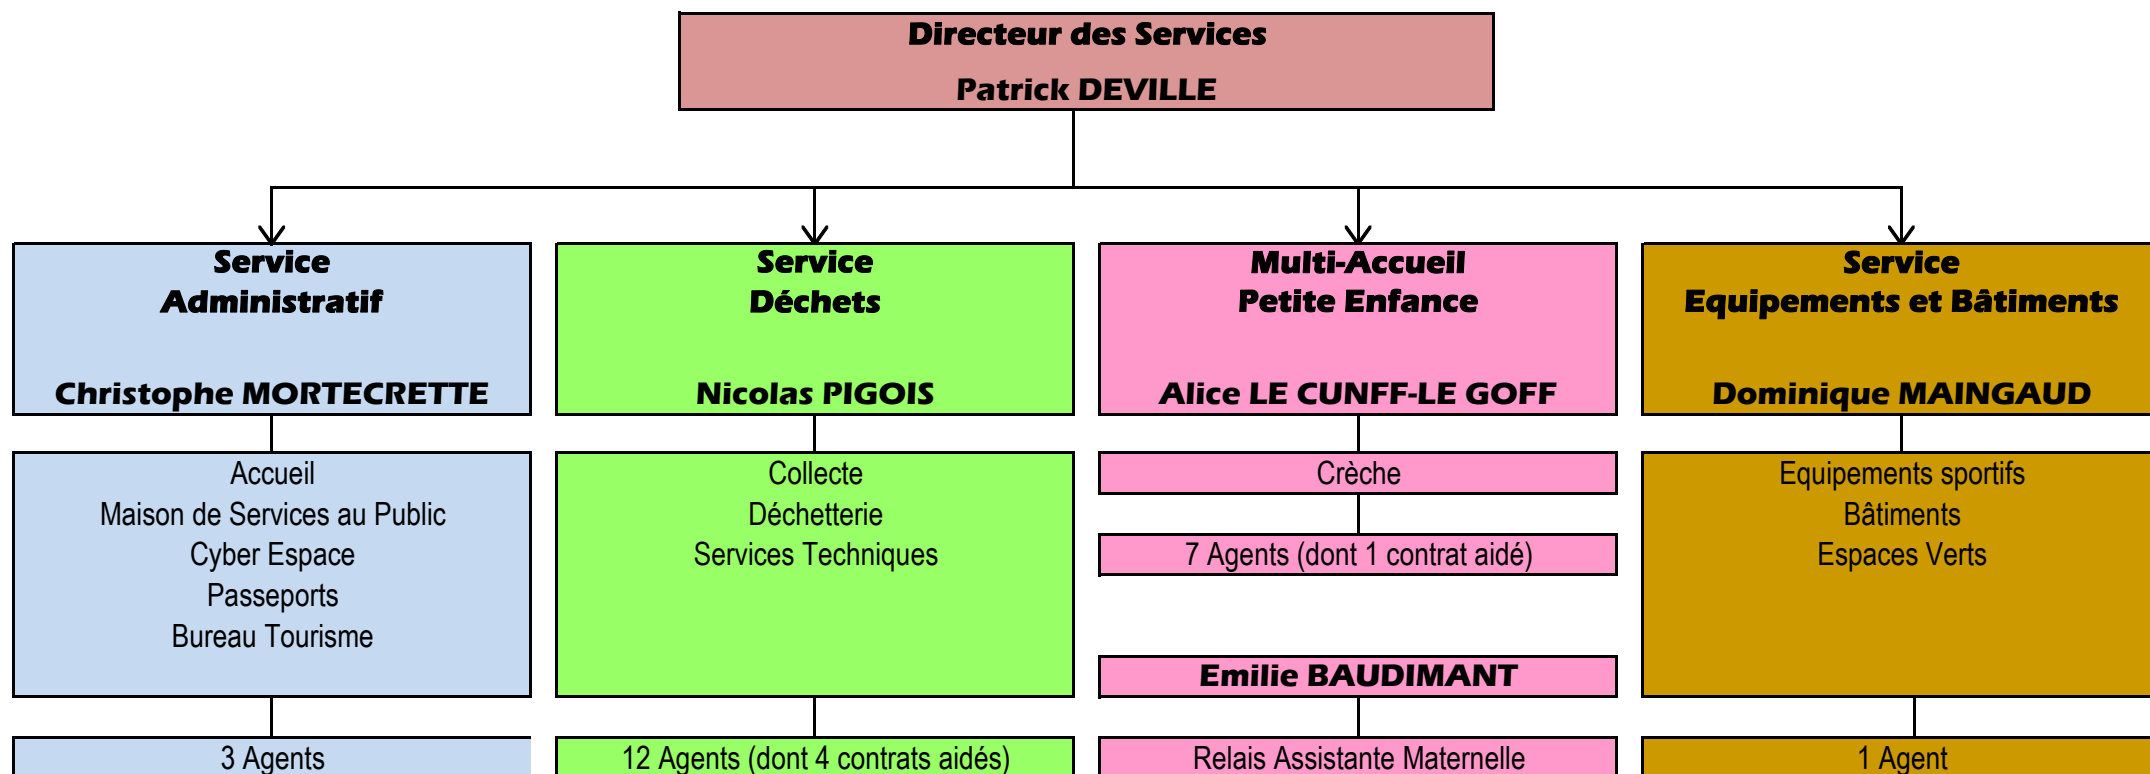 Directeur des Services
Patrick DEVILLE
Service
Administratif
Christophe MORTECRETTE
Accueil
Maison de Services au Public
Cyber Espace
Passeports
Bureau Tourisme
3 Agents
Service
Déchets
Nicolas PIGOIS
Collecte
Déchetterie
Services Techniques
12 Agents (dont 4 contrats aidés)
Multi-Accueil
Petite Enfance
Alice LE CUNFF-LE GOFF
Crèche
7 Agents (dont 1 contrat aidé)
Emilie BAUDIMANT
Relais Assistante Maternelle
Service
Equipements et Bâtiments
Dominique MAINGAUD
Equipements sportifs
Bâtiments
Espaces Verts
1 Agent